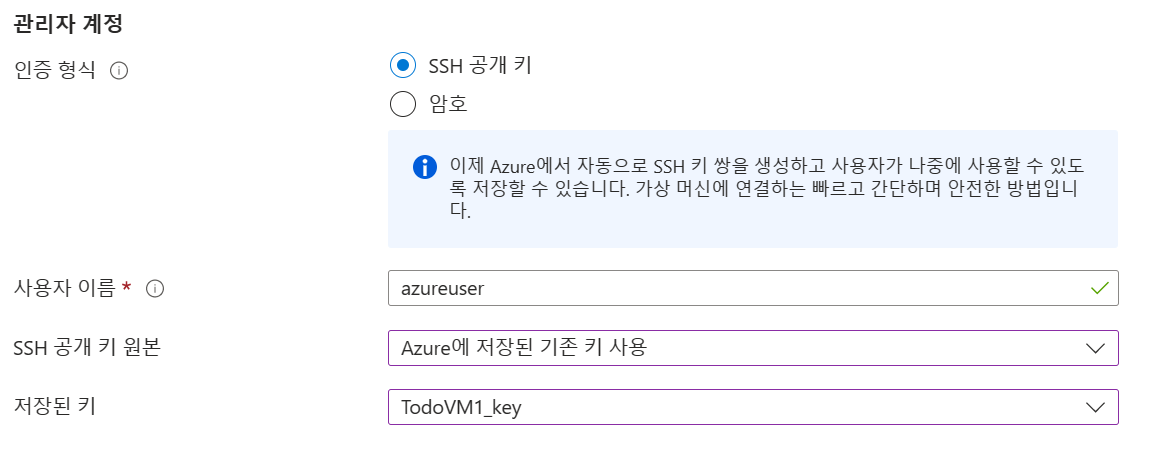 관리자 계정
인증 형식
SSH 공개 키
암호
이제 Azure에서 자동으로 SSH 키 쌍을 생성하고 사용자가 나중에 사용할 수 있도
록 저장할 수 있습니다. 가상 머신에 연결하는 빠르고 간단하며 안전한 방법입니
다.
사용자 이름 *
azureuser
SSH 공개 키 원본
Azure에 저장된 기존 키 사용
저장된 키
TodoVM1_key